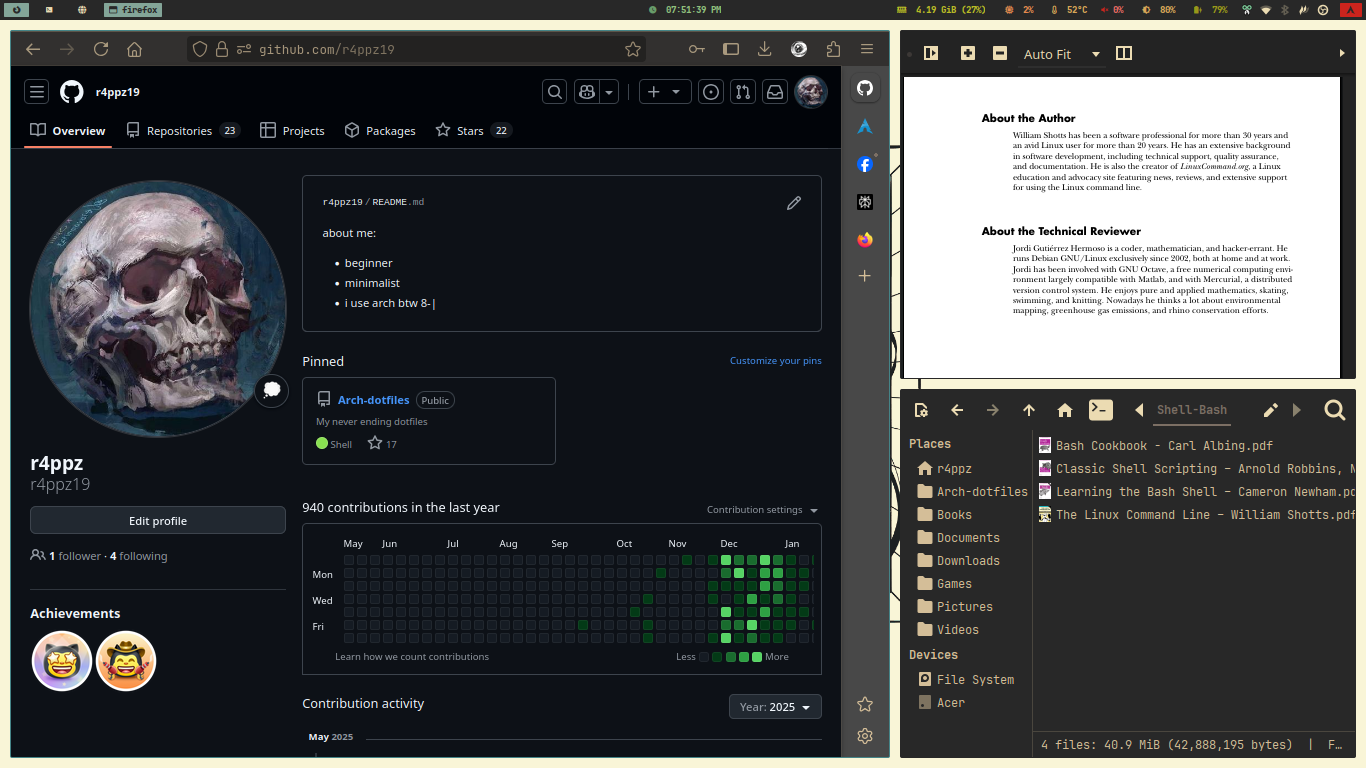 firefox
07:51:39 PM
4.19 GiB (27%)
2%
52°C
0%
80%
79%
github.com/r4ppz19
r4ppz19
Overview
Repositories 23
Projects
Packages
Stars 22
r4ppz19/README.md
about me:
• beginner
• minimalist
• i use arch btw 8-|
Pinned
Customize your pins
Arch-dotfiles Public
My never ending dotfiles
Shell 17
r4ppz
r4ppz19
Edit profile
1 follower · 4 following
Achievements
940 contributions in the last year
Contribution settings
May Jun Jul Aug Sep Oct Nov Dec Jan
Mon
Wed
Fri
Learn how we count contributions
Less More
Contribution activity
Year: 2025
May 2025
Auto Fit
About the Author
William Shotts has been a software professional for more than 30 years and
an avid Linux user for more than 20 years. He has an extensive background
in software development, including technical support, quality assurance,
and documentation. He is also the creator of LinuxCommand.org, a Linux
education and advocacy site featuring news, reviews, and extensive support
for using the Linux command line.
About the Technical Reviewer
Jordi Gutiérrez Hermoso is a coder, mathematician, and hacker-errant. He
runs Debian GNU/Linux exclusively since 2002, both at home and at work.
Jordi has been involved with GNU Octave, a free numerical computing envi-
ronment largely compatible with Matlab, and with Mercurial, a distributed
version control system. He enjoys pure and applied mathematics, skating,
swimming, and knitting. Nowadays he thinks a lot about environmental
mapping, greenhouse gas emissions, and rhino conservation efforts.
Shell-Bash
Places
r4ppz
Arch-dotfiles
Books
Documents
Downloads
Games
Pictures
Videos
Devices
File System
Acer
Bash Cookbook - Carl Albing.pdf
Classic Shell Scripting - Arnold Robbins, N
Learning the Bash Shell - Cameron Newham.pd
The Linux Command Line - William Shotts.pdf
4 files: 40.9 MiB (42,888,195 bytes) | F…